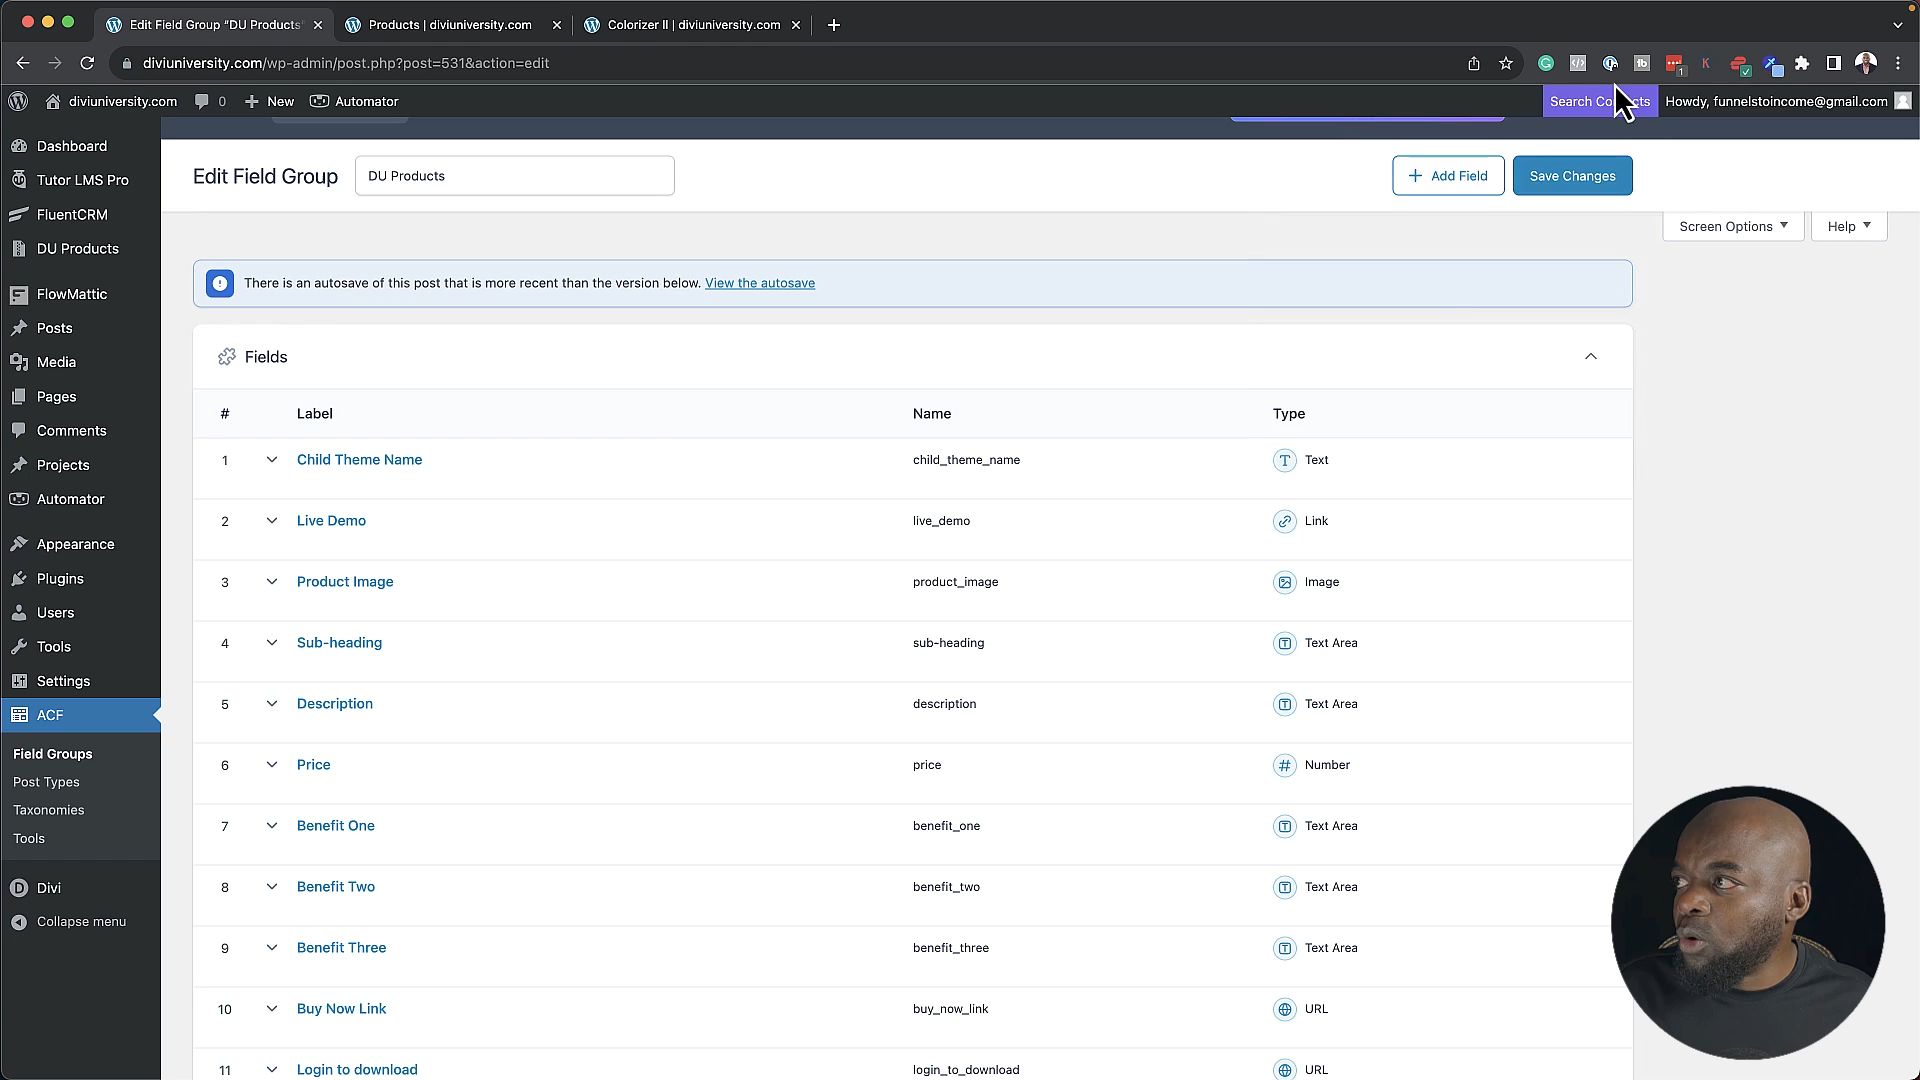 Edit Field Group "DU Products"
Products | diviuniversity.com
Colorizer II | diviuniversity.com
diviuniversity.com/wp-admin/post.php?post=531&action=edit
diviuniversity.com
0
New
Automator
Search
Howdy, funnelstoincome@gmail.com
Dashboard
Tutor LMS Pro
FluentCRM
DU Products
FlowMattic
Posts
Media
Pages
Comments
Projects
Automator
Appearance
Plugins
Users
Tools
Settings
ACF
Field Groups
Post Types
Taxonomies
Tools
Divi
Collapse menu
Edit Field Group
DU Products
Add Field
Save Changes
Screen Options
Help
There is an autosave of this post that is more recent than the version below. View the autosave
Fields
# Label Name Type
1 Child Theme Name child_theme_name Text
2 Live Demo live_demo Link
3 Product Image product_image Image
4 Sub-heading sub-heading Text Area
5 Description description Text Area
6 Price price Number
7 Benefit One benefit_one Text Area
8 Benefit Two benefit_two Text Area
9 Benefit Three benefit_three Text Area
10 Buy Now Link buy_now_link URL
11 Login to download login_to_download URL